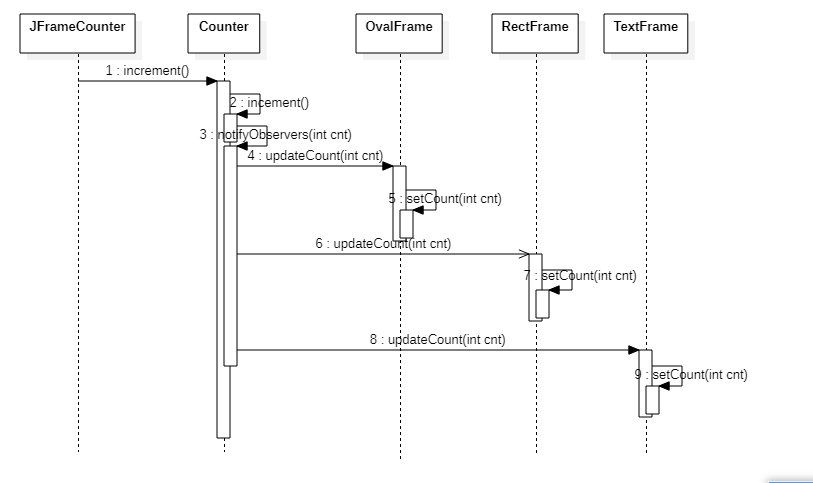 JFrameCounter
Counter
OvalFrame
RectFrame
TextFrame
1 : increment()
2 : incement()
3 : notifyObservers(int cnt)
4 : updateCount(int cnt)
5 : setCount(int cnt)
6 : updateCount(int cnt)
7 : setCount(int cnt)
8 : updateCount(int cnt)
9 : setCount(int cnt)